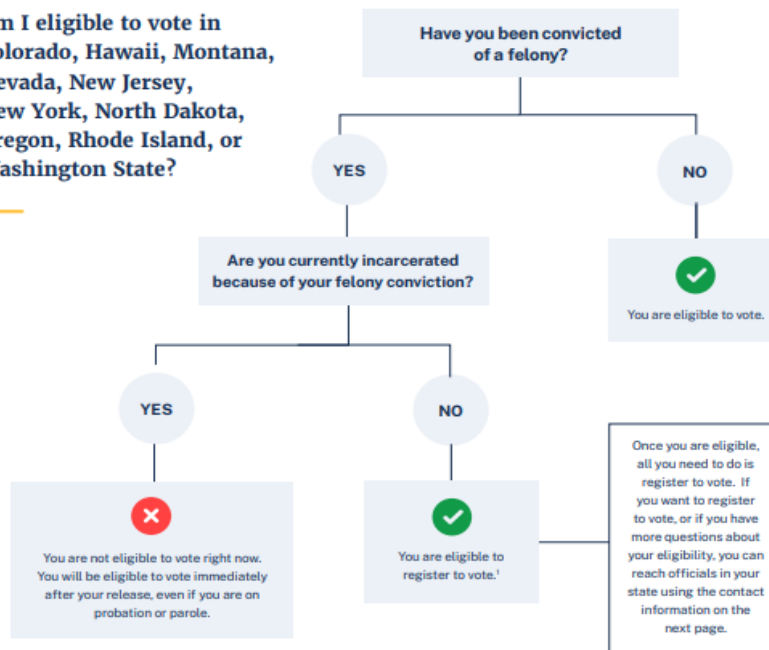 m I eligible to vote in
olorado, Hawaii, Montana,
evada, New Jersey,
ew York, North Dakota,
regon, Rhode Island, or
ashington State?
Have you been convicted
of a felony?
YES
NO
Are you currently incarcerated
because of your felony conviction?
You are eligible to vote.
YES
NO
You are not eligible to vote right now.
You will be eligible to vote immediately
after your release, even if you are on
probation or parole.
You are eligible to
register to vote.¹
Once you are eligible,
all you need to do is
register to vote. If
you want to register
to vote, or if you have
more questions about
your eligibility, you can
reach officials in your
state using the contact
information on the
next page.